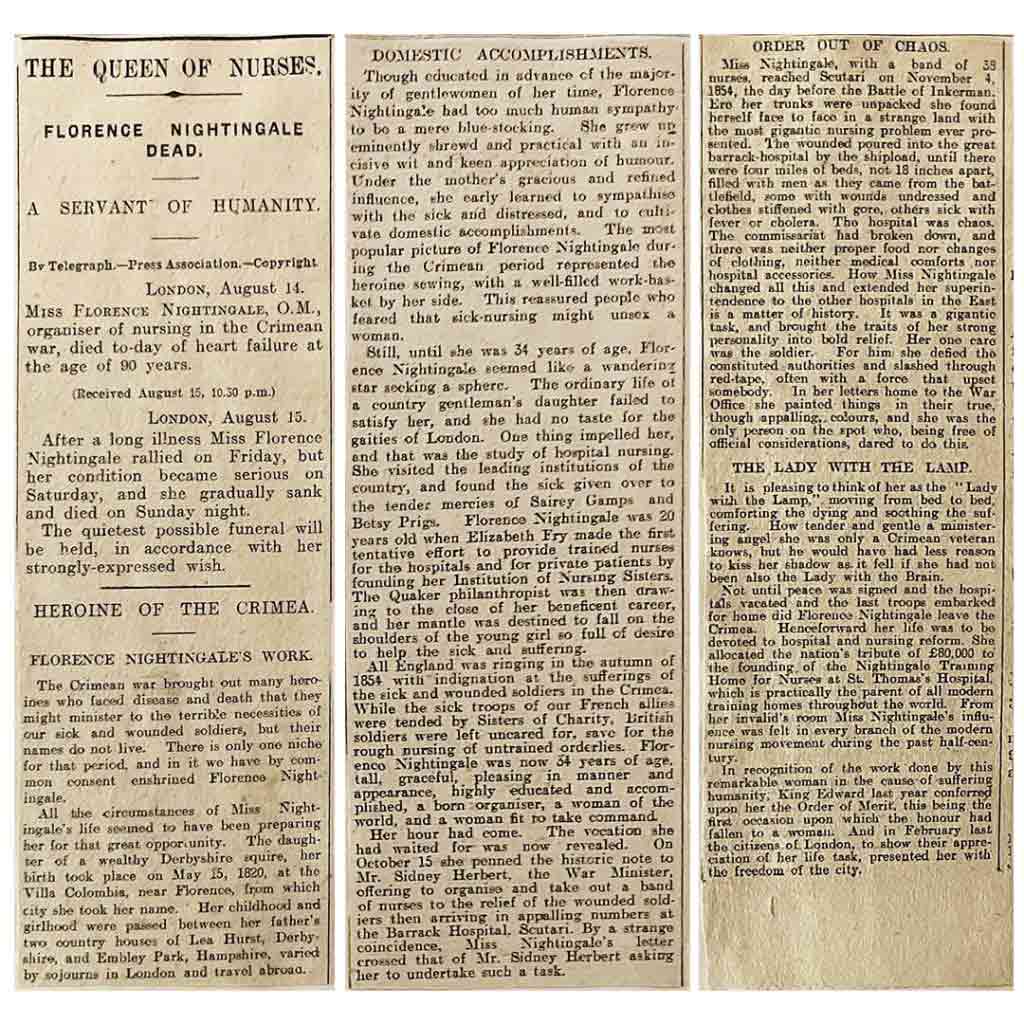 THE QUEEN OF NURSES.
FLORENCE NIGHTINGALE
DEAD.
A SERVANT OF HUMANITY.
By Telegraph.—Press Association.—Copyright
LONDON, August 14.
MISS FLORENCE NIGHTINGALE, O.M.,
organiser of nursing in the Crimean
war, died to-day of heart failure at
the age of 90 years.
(Received August 15, 10.30 p.m.)
LONDON, August 15.
After a long illness Miss Florence
Nightingale rallied on Friday, but
her condition became serious on
Saturday, and she gradually sank
and died on Sunday night.
The quietest possible funeral will
be held, in accordance with her
strongly-expressed wish.
HEROINE OF THE CRIMEA.
FLORENCE NIGHTINGALE'S WORK.
The Crimean war brought out many hero-
ines who faced disease and death that they
might minister to the terrible necessities of
our sick and wounded soldiers, but their
names do not live. There is only one niche
for that period, and in it we have by com-
mon consent enshrined Florence Night-
ingale.
All the circumstances of Miss Night-
ingale's life seemed to have been preparing
her for that great opportunity. The daugh-
ter of a wealthy Derbyshire squire, her
birth took place on May 15, 1820, at the
Villa Colombia, near Florence, from which
city she took her name. Her childhood and
girlhood were passed between her father's
two country houses of Lea Hurst, Derby-
shire, and Embley Park, Hampshire, varied
by sojourns in London and travel abroad.
DOMESTIC ACCOMPLISHMENTS.
Though educated in advance of the major-
ity of gentlewomen of her time, Florence
Nightingale had too much human sympathy
to be a mere blue-stocking. She grew up
eminently shrewd and practical with an in-
cisive wit and keen appreciation of humour.
Under the mother's gracious and refined
influence, she early learned to sympathise
with the sick and distressed, and to culti-
vate domestic accomplishments. The most
popular picture of Florence Nightingale dur-
ing the Crimean period represented the
heroine sewing, with a well-filled work-bas-
ket by her side. This reassured people who
feared that sick-nursing might unsex a
woman.
Still, until she was 34 years of age, Flor-
ence Nightingale seemed like a wandering
star seeking a sphere. The ordinary life of
a country gentleman's daughter failed to
satisfy her, and she had no taste for the
gaities of London. One thing impelled her,
and that was the study of hospital nursing.
She visited the leading institutions of the
country, and found the sick given over to
the tender mercies of Sairey Gamps and
Betsy Prigs. Florence Nightingale was 20
years old when Elizabeth Fry made the first
tentative effort to provide trained nurses
for the hospitals and for private patients by
founding her Institution of Nursing Sisters.
The Quaker philanthropist was then draw-
ing to the close of her beneficent career,
and her mantle was destined to fall on the
shoulders of the young girl so full of desire
to help the sick and suffering.
All England was ringing in the autumn of
1854 with indignation at the sufferings of
the sick and wounded soldiers in the Crimea.
While the sick troops of our French allies
were tended by Sisters of Charity, British
soldiers were left uncared for, save for the
rough nursing of untrained orderlies. Flor-
ence Nightingale was now 34 years of age,
tall, graceful, pleasing in manner and
appearance, highly educated and accom-
plished, a born organiser, a woman of the
world, and a woman fit to take command.
Her hour had come. The vocation she
had waited for was now revealed. On
October 15 she penned the historic note to
Mr. Sidney Herbert, the War Minister,
offering to organise and take out a band
of nurses to the relief of the wounded sold-
iers then arriving in appalling numbers at
the Barrack Hospital, Scutari. By a strange
coincidence, Miss Nightingale's letter
crossed that of Mr. Sidney Herbert asking
her to undertake such a task.
ORDER OUT OF CHAOS.
Miss Nightingale, with a band of 38
nurses, reached Scutari on November 4,
1854, the day before the Battle of Inkerman.
Ere her trunks were unpacked she found
herself face to face in a strange land with
the most gigantic nursing problem ever pre-
sented. The wounded poured into the great
barrack-hospital by the shipload, until there
were four miles of beds, not 18 inches apart,
filled with men as they came from the bat-
tlefield, some with wounds undressed and
clothes stiffened with gore, others sick with
fever or cholera. The hospital was chaos.
The commissariat had broken down, and
there was neither proper food nor changes
of clothing, neither medical comforts nor
hospital accessories. How Miss Nightingale
changed all this and extended her superin-
tendence to the other hospitals in the East
is a matter of history. It was a gigantic
task, and brought the traits of her strong
personality into bold relief. Her one care
was the soldier. For him she defied the
constituted authorities and slashed through
red-tape, often with a force that upset
somebody. In her letters home to the War
Office she painted things in their true,
though appalling, colours, and she was the
only person on the spot who, being free of
official considerations, dared to do this.
THE LADY WITH THE LAMP.
It is pleasing to think of her as the "Lady
with the Lamp," moving from bed to bed,
comforting the dying and soothing the suf-
fering. How tender and gentle a minister-
ing angel she was only a Crimean veteran
knows, but he would have had less reason
to kiss her shadow as it fell if she had not
been also the Lady with the Brain.
Not until peace was signed and the hospi-
tals vacated and the last troops embarked
for home did Florence Nightingale leave the
Crimea. Henceforward her life was to be
devoted to hospital and nursing reform. She
allocated the nation's tribute of £80,000 to
the founding of the Nightingale Training
Home for Nurses at St. Thomas's Hospital,
which is practically the parent of all modern
training homes throughout the world. From
her invalid's room Miss Nightingale's influ-
ence was felt in every branch of the modern
nursing movement during the past half-cen-
tury.
In recognition of the work done by this
remarkable woman in the cause of suffering
humanity, King Edward last year conferred
upon her the Order of Merit, this being the
first occasion upon which the honour had
fallen to a woman. And in February last
the citizens of London, to show their appre-
ciation of her life task, presented her with
the freedom of the city.